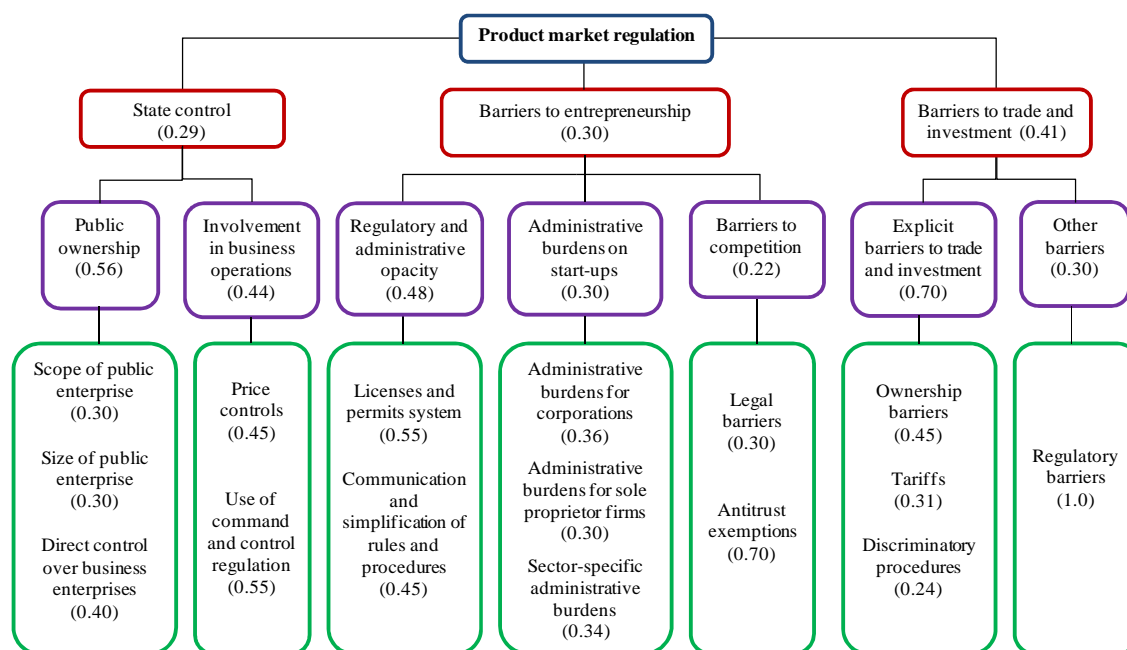 Product market regulation
State control
(0.29)
Barriers to entrepreneurship
(0.30)
Barriers to trade and
investment (0.41)
Public
ownership
(0.56)
Involvement
in business
operations
(0.44)
Regulatory and
administrative
opacity
(0.48)
Administrative
burdens on
start-ups
(0.30)
Barriers to
competition
(0.22)
Explicit
barriers to trade
and investment
(0.70)
Other
barriers
(0.30)
Scope of public
enterprise
(0.30)
Size of public
enterprise
(0.30)
Direct control
over business
enterprises
(0.40)
Price
controls
(0.45)
Use of
command
and control
regulation
(0.55)
Licenses and
permits system
(0.55)
Communication
and
simplification of
rules and
procedures
(0.45)
Administrative
burdens for
corporations
(0.36)
Administrative
burdens for sole
proprietor firms
(0.30)
Sector-specific
administrative
burdens
(0.34)
Legal
barriers
(0.30)
Antitrust
exemptions
(0.70)
Ownership
barriers
(0.45)
Tariffs
(0.31)
Discriminatory
procedures
(0.24)
Regulatory
barriers
(1.0)